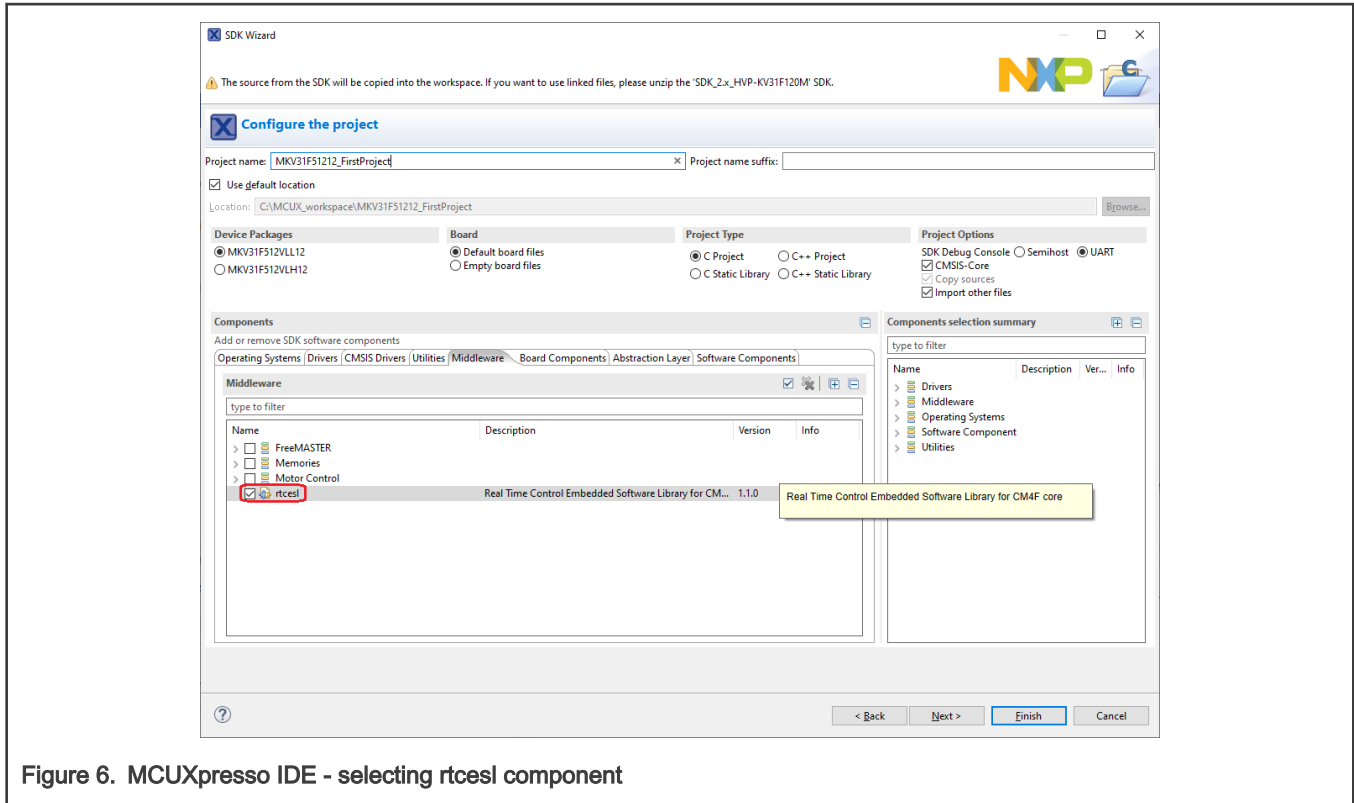 SDK Wizard
The source from the SDK will be copied into the workspace. If you want to use linked files, please unzip the 'SDK_2.x_HVP-KV31F120M' SDK.
NXP
Configure the project
Project name: MKV31F51212_FirstProject Project name suffix:
Use default location
Location: C:\MCUX_workspace\MKV31F51212_FirstProject Browse...
Device Packages Board Project Type Project Options
MKV31F512VLL12 Default board files C Project C++ Project SDK Debug Console Semihost UART
MKV31F512VLH12 Empty board files C Static Library C++ Static Library CMSIS-Core
Copy sources
Import other files
Components Components selection summary
Add or remove SDK software components
type to filter
Operating Systems Drivers CMSIS Drivers Utilities Middleware Board Components Abstraction Layer Software Components
Name Description Ver... Info
Middleware
Drivers
Middleware
Operating Systems
Software Component
Utilities
type to filter
Name Description Version Info
FreeMASTER
Memories
Motor Control
rtcesl Real Time Control Embedded Software Library for CM... 1.1.0
Real Time Control Embedded Software Library for CM4F core
< Back Next > Finish Cancel
Figure 6. MCUXpresso IDE - selecting rtcesl component